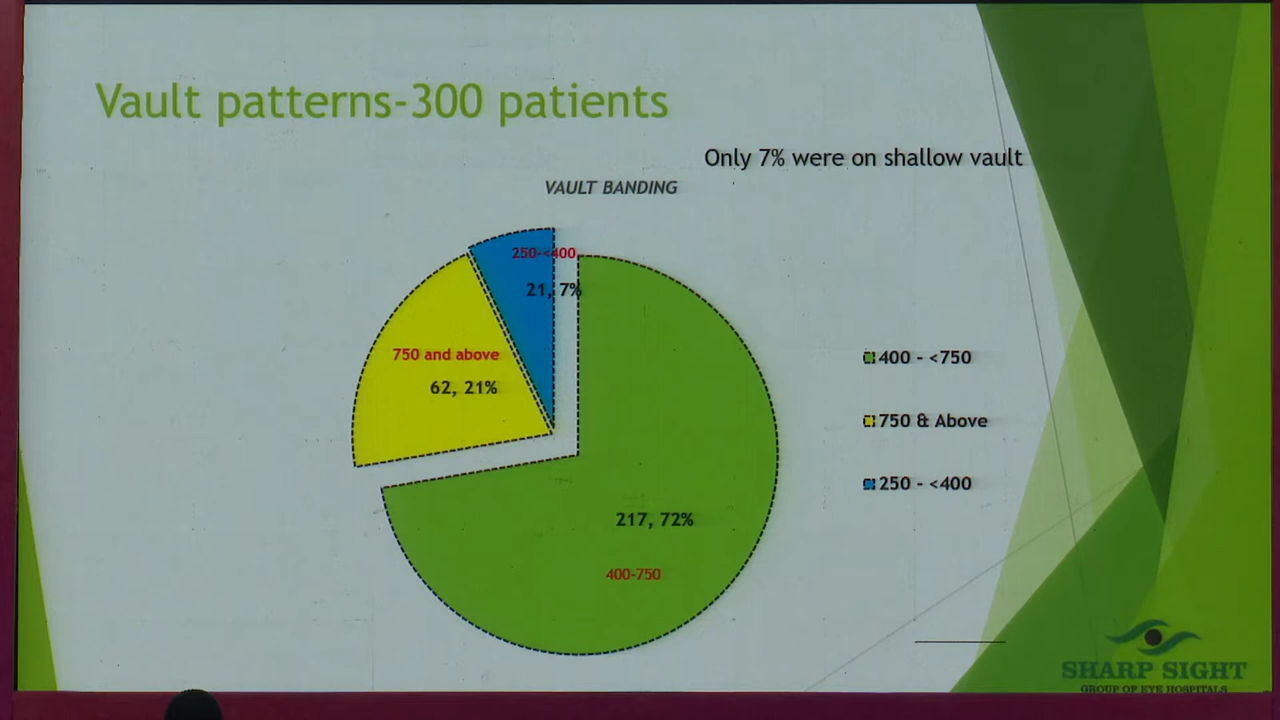 Vault patterns-300 patients
Only 7% were on shallow vault
VAULT BANDING
250-<400
21, 7%
750 and above
62, 21%
217, 72%
400-750
400 - <750
750 & Above
250 - <400
SHARP SIGHT
GROUP OF EYE HOSPITALS